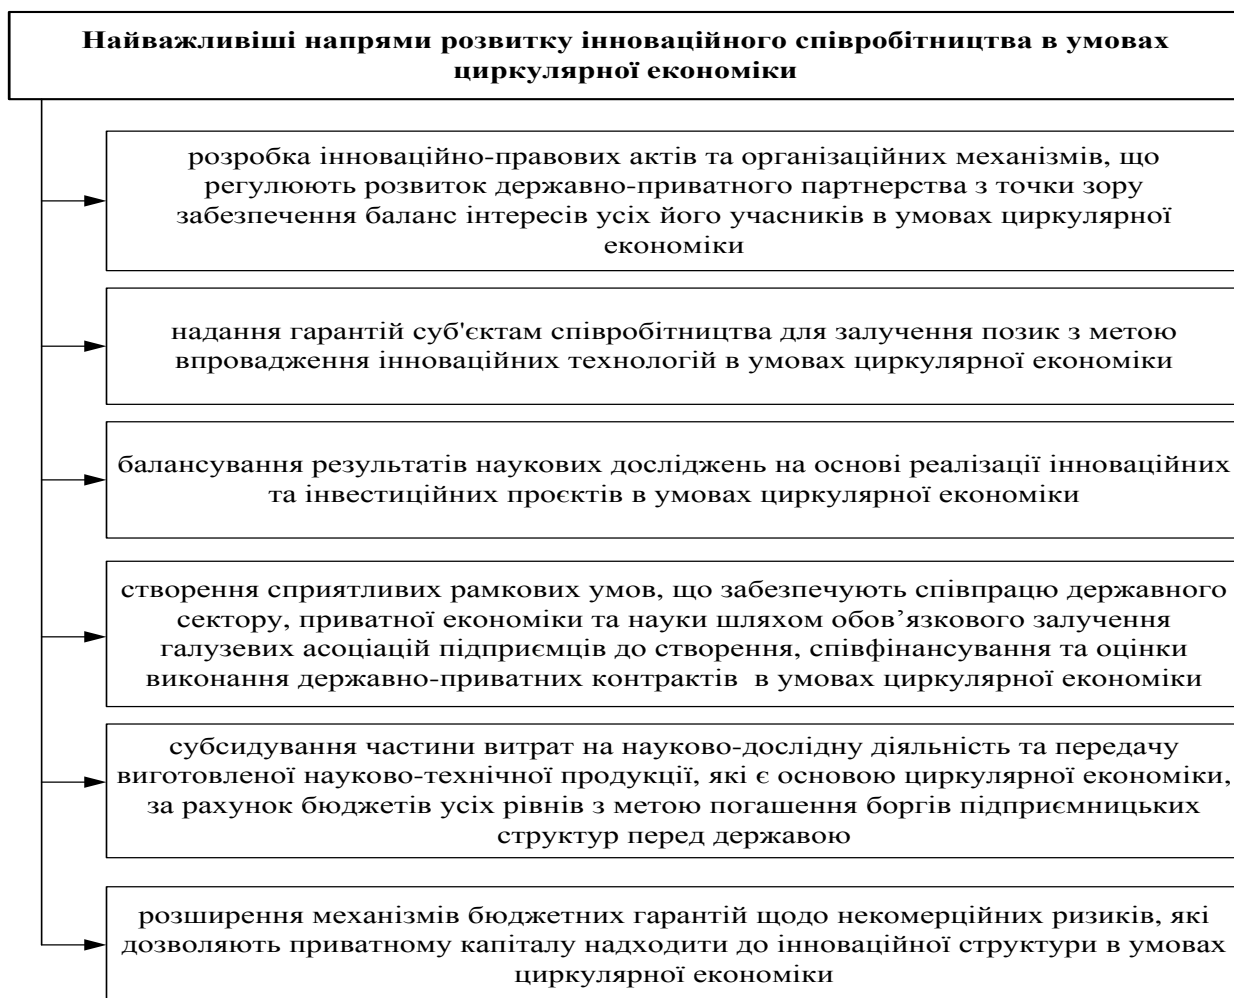 Найважливіші напрями розвитку інноваційного співробітництва в умовах
циркулярної економіки
розробка інноваційно-правових актів та організаційних механізмів, що
регулюють розвиток державно-приватного партнерства з точки зору
забезпечення баланс інтересів усіх його учасників в умовах циркулярної
економіки
надання гарантій суб'єктам співробітництва для залучення позик з метою
впровадження інноваційних технологій в умовах циркулярної економіки
балансування результатів наукових досліджень на основі реалізації інноваційних
та інвестиційних проєктів в умовах циркулярної економіки
створення сприятливих рамкових умов, що забезпечують співпрацю державного
сектору, приватної економіки та науки шляхом обов’язкового залучення
галузевих асоціацій підприємців до створення, співфінансування та оцінки
виконання державно-приватних контрактів  в умовах циркулярної економіки
субсидування частини витрат на науково-дослідну діяльність та передачу
виготовленої науково-технічної продукції, які є основою циркулярної економіки,
за рахунок бюджетів усіх рівнів з метою погашення боргів підприємницьких
структур перед державою
розширення механізмів бюджетних гарантій щодо некомерційних ризиків, які
дозволяють приватному капіталу надходити до інноваційної структури в умовах
циркулярної економіки